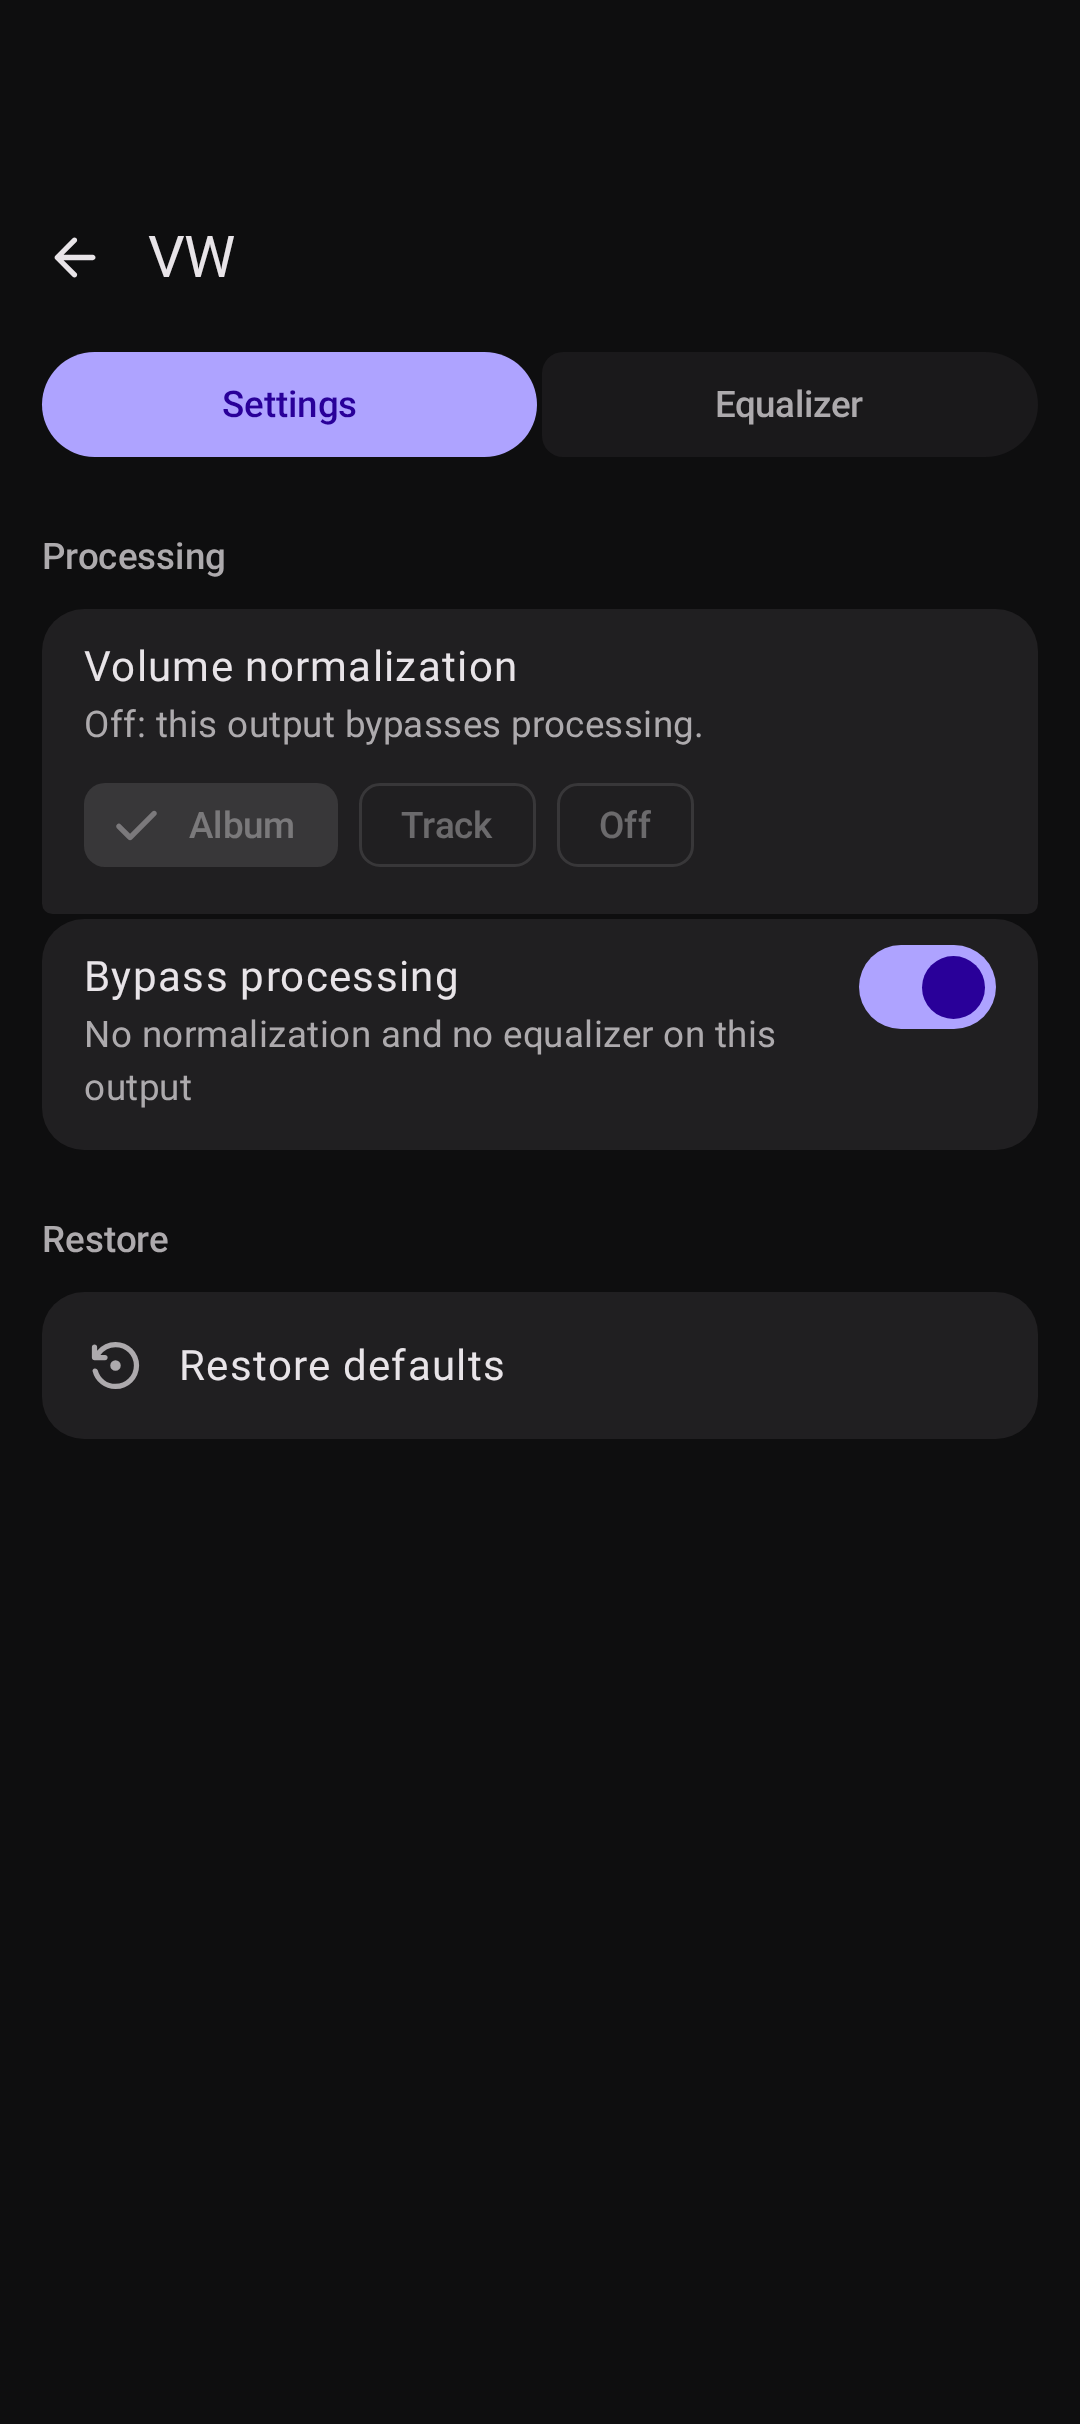 VW
Settings
Equalizer
Processing
Volume normalization
Off: this output bypasses processing.
Album
Track
Off
Bypass processing
No normalization and no equalizer on this
output
Restore
Restore defaults